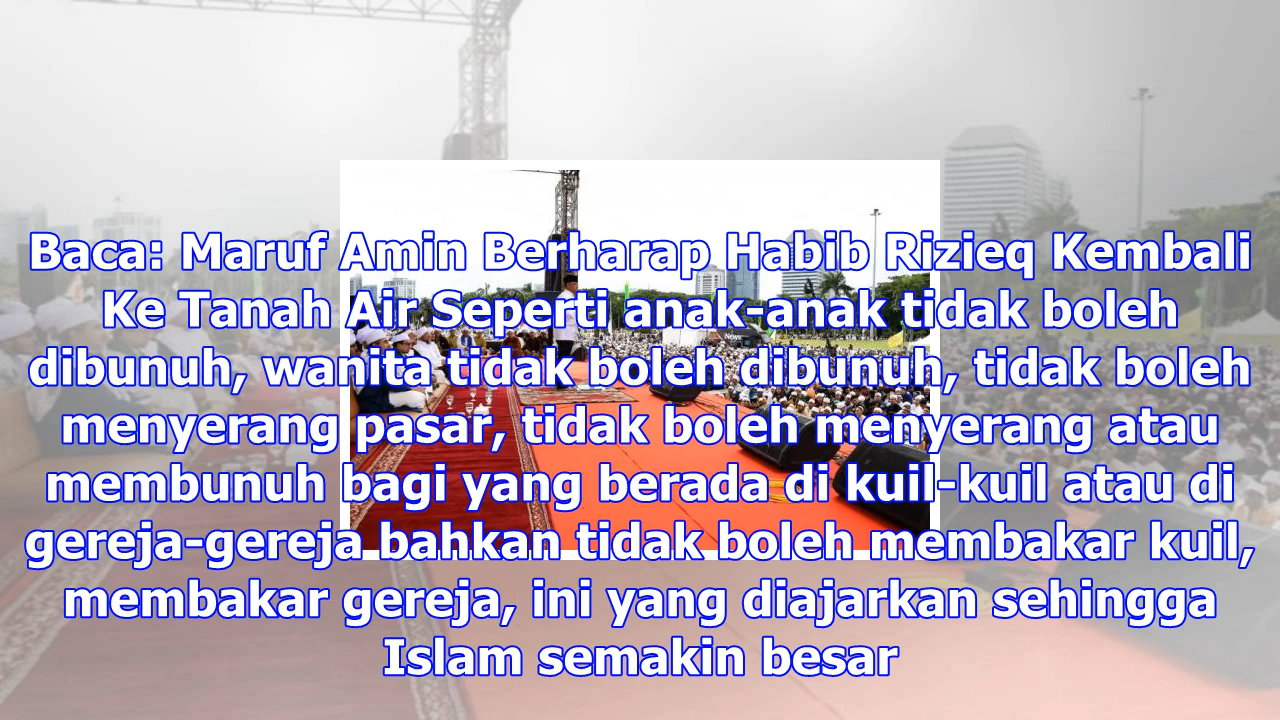 Baca: Maruf Amin Berharap Habib Rizieq Kembali
Ke Tanah Air Seperti anak-anak tidak boleh
dibunuh, wanita tidak boleh dibunuh, tidak boleh
menyerang pasar, tidak boleh menyerang atau
membunuh bagi yang berada di kuil-kuil atau di
gereja-gereja bahkan tidak boleh membakar kuil,
membakar gereja, ini yang diajarkan sehingga
Islam semakin besar